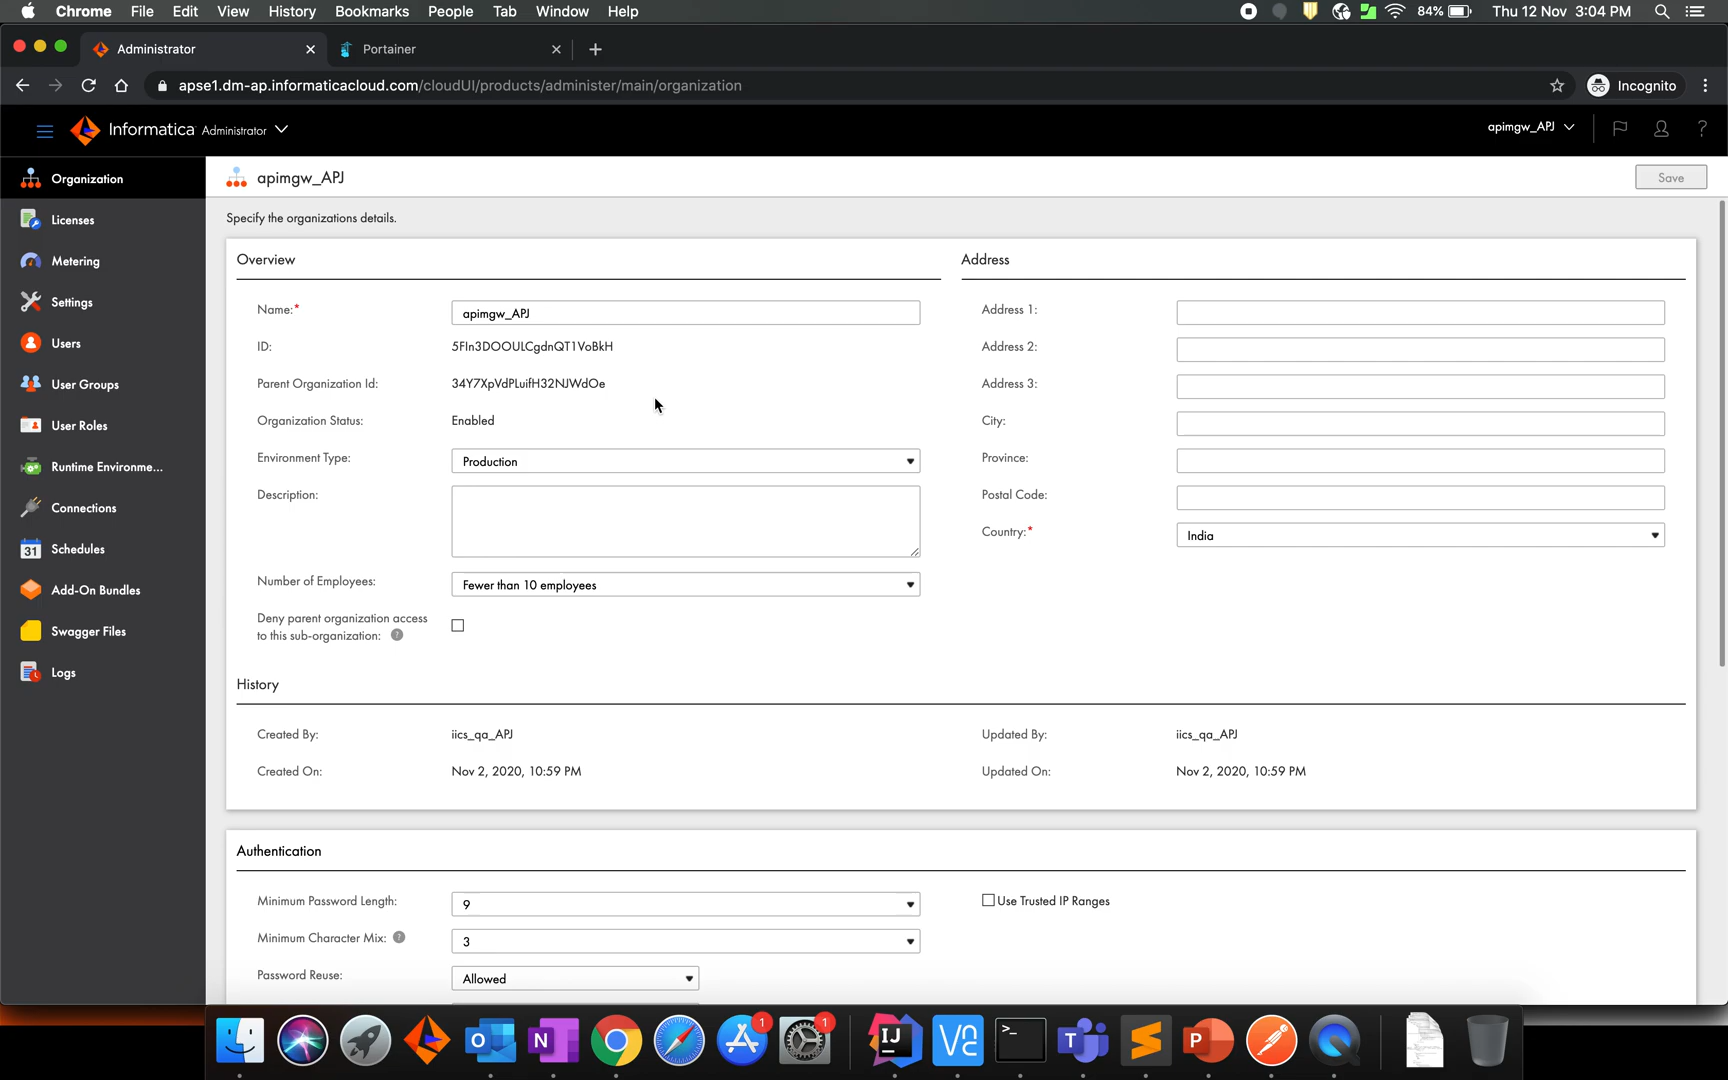 Chrome File Edit View History Bookmarks People Tab Window Help 84% Thu 12 Nov 3:04 PM
Administrator Portainer
apse1.dm-ap.informaticacloud.com/cloudUI/products/administer/main/organization Incognito
Informatica Administrator apimgw_APJ ?
Organization
Licenses
Metering
Settings
Users
User Groups
User Roles
Runtime Environme...
Connections
31 Schedules
Add-On Bundles
Swagger Files
Logs
apimgw_APJ Save
Specify the organizations details.
Overview
Name:* apimgw_APJ
ID: 5FIn3DOOULCgdnQT1VoBkH
Parent Organization Id: 34Y7XpVdPLuifH32NJWdOe
Organization Status: Enabled
Environment Type: Production
Description:
Number of Employees: Fewer than 10 employees
Deny parent organization access
to this sub-organization: ?
Address
Address 1:
Address 2:
Address 3:
City:
Province:
Postal Code:
Country:* India
History
Created By: iics_qa_APJ Updated By: iics_qa_APJ
Created On: Nov 2, 2020, 10:59 PM Updated On: Nov 2, 2020, 10:59 PM
Authentication
Minimum Password Length: 9 Use Trusted IP Ranges
Minimum Character Mix: ? 3
Password Reuse: Allowed
O N 1 1 IJ VC >_ T S P